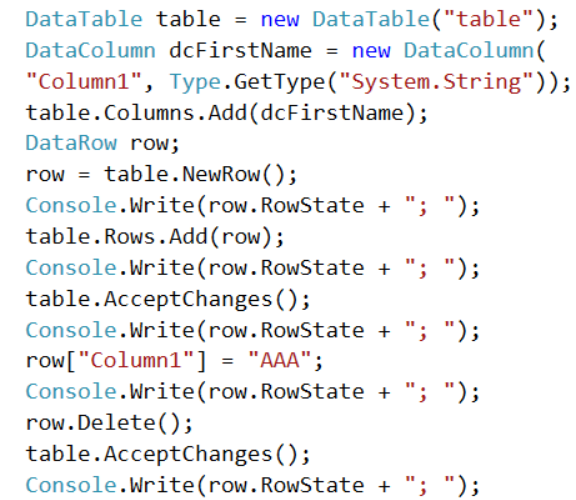 DataTable table = new DataTable("table");
DataColumn dcFirstName = new DataColumn(
"Column1", Type.GetType("System.String"));
table.Columns.Add(dcFirstName);
DataRow row;
row = table.NewRow();
Console.Write(row.RowState + "; ");
table.Rows.Add(row);
Console.Write(row.RowState + "; ");
table.AcceptChanges();
Console.Write(row.RowState + "; ");
row["Column1"] = "AAA";
Console.Write(row.RowState + "; ");
row.Delete();
table.AcceptChanges();
Console.Write(row.RowState + "; ");